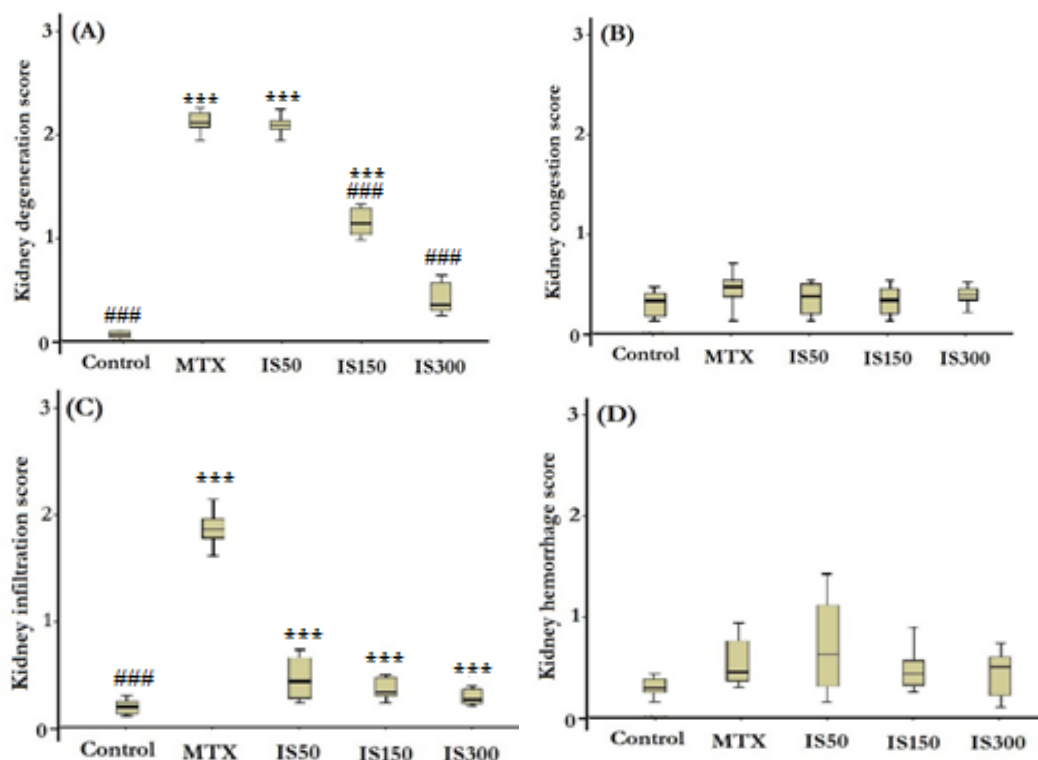 (A)
Kidney degeneration score
3
2
1
0
***
***
***
###
###
###
Control MTX IS50 IS150 IS300
(B)
Kidney congestion score
3
2
1
0
Control MTX IS50 IS150 IS300
(C)
Kidney infiltration score
3
2
1
0
***
***
***
***
###
Control MTX IS50 IS150 IS300
(D)
Kidney hemorrhage score
3
2
1
0
Control MTX IS50 IS150 IS300